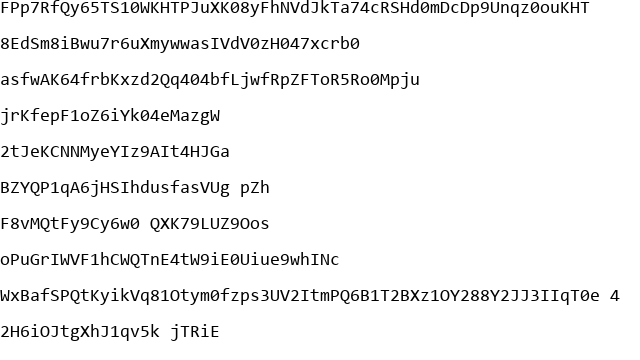 FPp7RfQy65TS10WKHTPJuXK08yFhNVdJkTa74cRSHd0mDcDp9Unqz0ouKHT
8EdSm8iBwu7r6uXmywwasIVdV0zH047xcrb0
asfwAK64frbKxzd2Qq404bfLjwfRpZFToR5Ro0Mpju
jrKfepF1oZ6iYk04eMazgW
2tJeKCNNMyeYIz9AIt4HJGa
BZYQP1qA6jHSIhdusfasVUg pZh
F8vMQtFy9Cy6w0 QXK79LUZ9Oos
oPuGrIWVF1hCWQTnE4tW9iE0Uiue9whINc
WxBafSPQtKyikVq81Otym0fzps3UV2ItmPQ6B1T2BXz1OY288Y2JJ3IIqT0e 4
2H6iOJtgXhJ1qv5k jTRiE